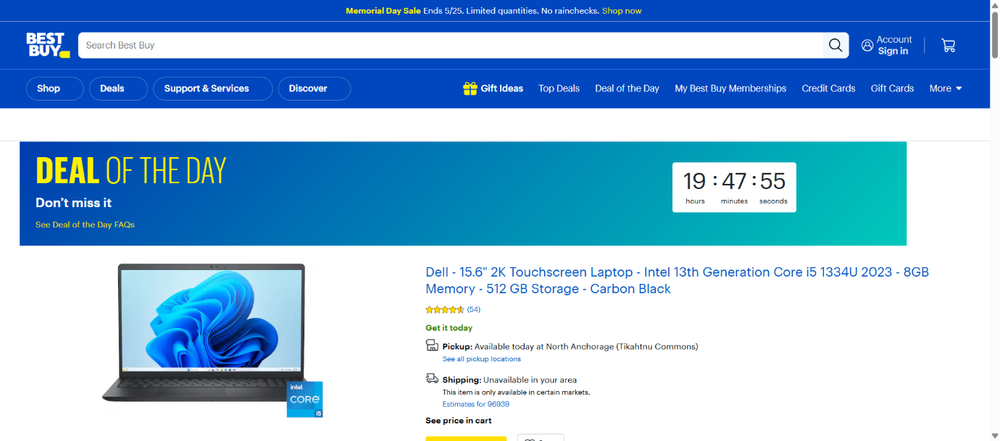 Memorial Day Sale Ends 5/25. Limited quantities. No rainchecks. Shop now
BEST BUY
Search Best Buy
Account
Sign in
Shop
Deals
Support & Services
Discover
Gift Ideas
Top Deals
Deal of the Day
My Best Buy Memberships
Credit Cards
Gift Cards
More
DEAL OF THE DAY
Don't miss it
See Deal of the Day FAQs
19 : 47 : 55
hours minutes seconds
Dell - 15.6" 2K Touchscreen Laptop - Intel 13th Generation Core i5 1334U 2023 - 8GB
Memory - 512 GB Storage - Carbon Black
(54)
Get it today
Pickup: Available today at North Anchorage (Tikahtnu Commons)
See all pickup locations
Shipping: Unavailable in your area
This item is only available in certain markets.
Estimates for 96939
See price in cart
intel.
CORE
i5